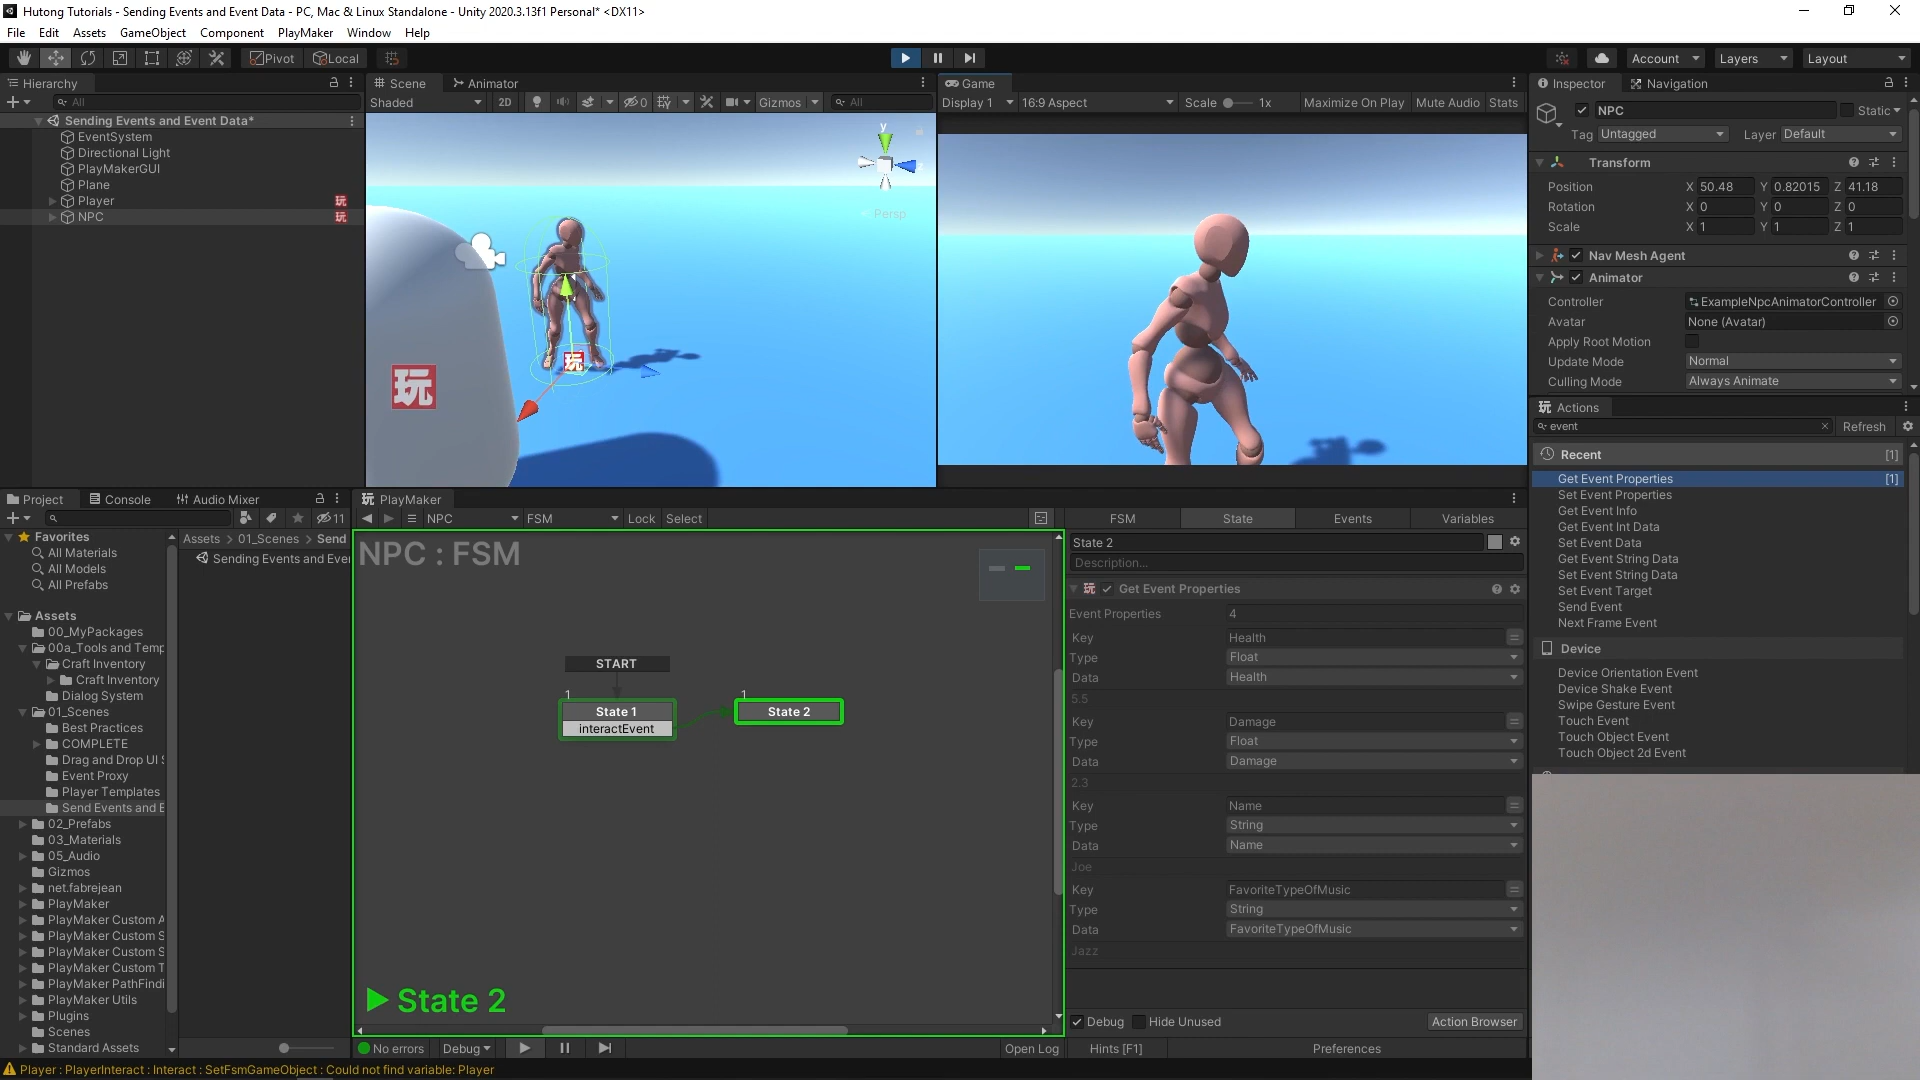 Hutong Tutorials - Sending Events and Event Data - PC, Mac & Linux Standalone - Unity 2020.3.13f1 Personal* <DX11>
File Edit Assets GameObject Component PlayMaker Window Help
Pivot Local Account Layers Layout
Hierarchy
All
Sending Events and Event Data*
EventSystem
Directional Light
PlayMakerGUI
Plane
Player 玩
NPC 玩
Scene Animator
Shaded 2D 0 Gizmos All
y
Persp
玩
玩
Game
Display 1 16:9 Aspect Scale 1x Maximize On Play Mute Audio Stats
Inspector Navigation
NPC Static
Tag Untagged Layer Default
Transform
Position X 50.48 Y 0.82015 Z 41.18
Rotation X 0 Y 0 Z 0
Scale X 1 Y 1 Z 1
Nav Mesh Agent
Animator
Controller ExampleNpcAnimatorController
Avatar None (Avatar)
Apply Root Motion
Update Mode Normal
Culling Mode Always Animate
玩 Actions
event Refresh
Recent [1]
Get Event Properties [1]
Set Event Properties
Get Event Info
Get Event Int Data
Set Event Data
Get Event String Data
Set Event String Data
Set Event Target
Send Event
Next Frame Event
Device
Device Orientation Event
Device Shake Event
Swipe Gesture Event
Touch Event
Touch Object Event
Touch Object 2d Event
Project Console Audio Mixer
11
Favorites
All Materials
All Models
All Prefabs
Assets
00_MyPackages
00a_Tools and Temp
Craft Inventory
Craft Inventory
Dialog System
01_Scenes
Best Practices
COMPLETE
Drag and Drop UI S
Event Proxy
Player Templates
Send Events and E
02_Prefabs
03_Materials
05_Audio
Gizmos
net.fabrejean
PlayMaker
PlayMaker Custom A
PlayMaker Custom S
PlayMaker Custom S
PlayMaker Custom T
PlayMaker PathFindi
PlayMaker Utils
Plugins
Scenes
Standard Assets
Assets > 01_Scenes > Send
Sending Events and Ever
玩 PlayMaker
NPC FSM Lock Select
NPC : FSM
START
1
State 1
interactEvent
1
State 2
State 2
No errors Debug Open Log
FSM State Events Variables
State 2
Description...
玩 Get Event Properties
Event Properties 4
Key Health
Type Float
Data Health
5.5
Key Damage
Type Float
Data Damage
2.3
Key Name
Type String
Data Name
Joe
Key FavoriteTypeOfMusic
Type String
Data FavoriteTypeOfMusic
Jazz
Debug Hide Unused Action Browser
Hints [F1] Preferences
Player : PlayerInteract : Interact : SetFsmGameObject : Could not find variable: Player